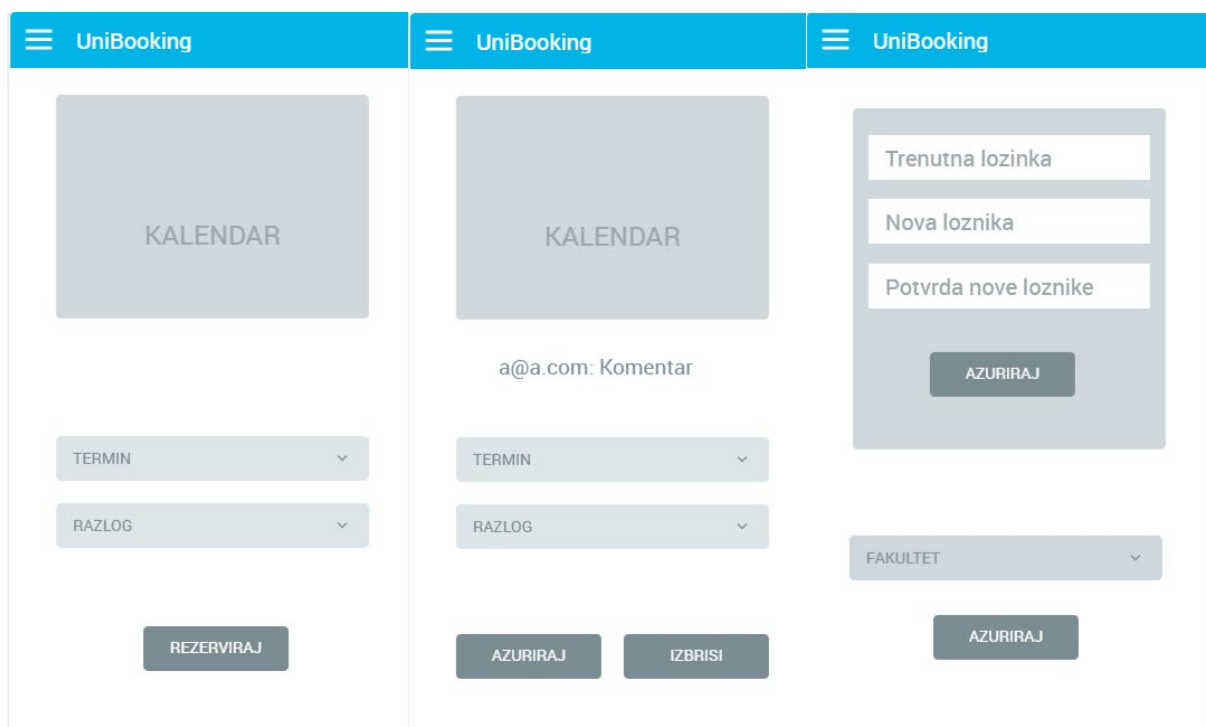 UniBooking
KALENDAR
TERMIN
RAZLOG
REZERVIRAJ
UniBooking
KALENDAR
a@a.com: Komentar
TERMIN
RAZLOG
AZURIRAJ
IZBRISI
UniBooking
Trenutna lozinka
Nova loznika
Potvrda nove loznike
AZURIRAJ
FAKULTET
AZURIRAJ